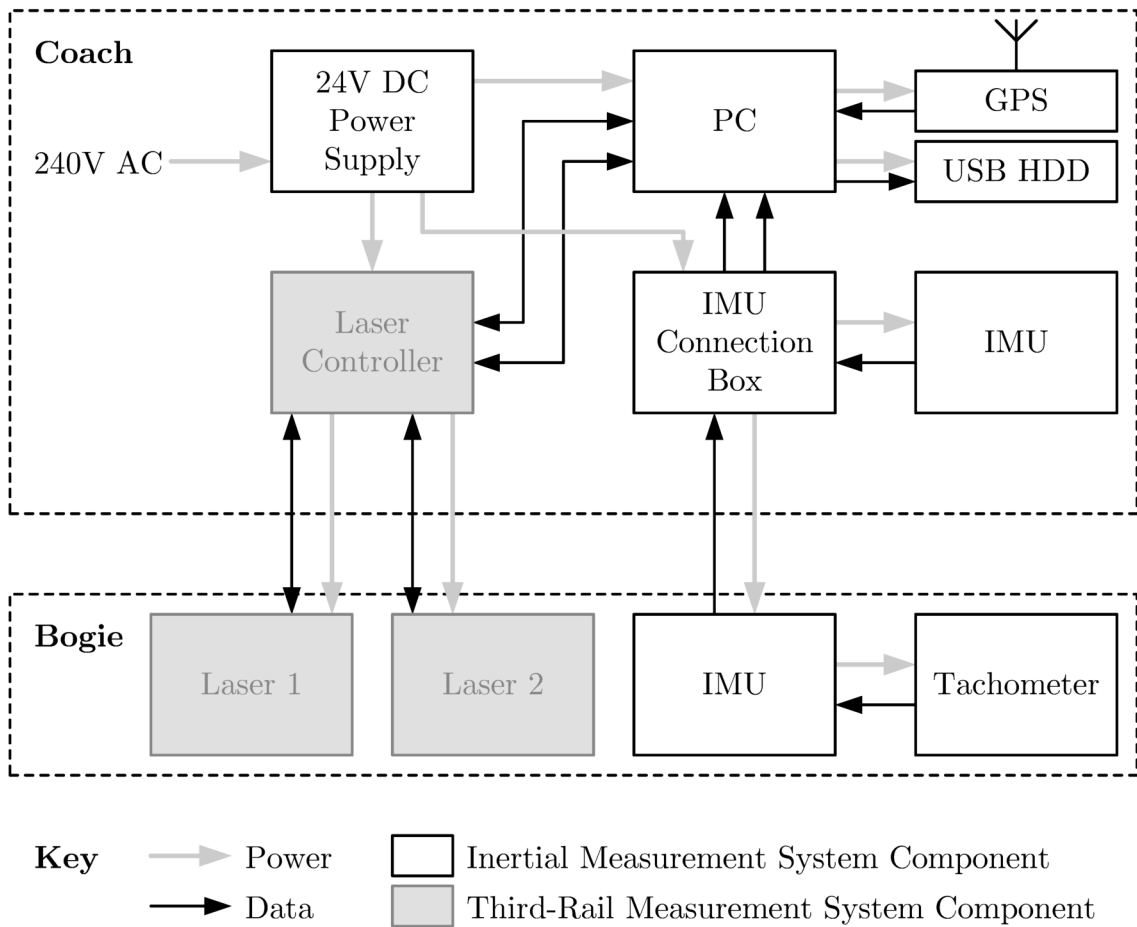 Coach
24V DC
Power
Supply
PC
GPS
USB HDD
240V AC
Laser
Controller
IMU
Connection
Box
IMU
Bogie
Laser 1
Laser 2
IMU
Tachometer
Key
Power
Inertial Measurement System Component
Data
Third-Rail Measurement System Component